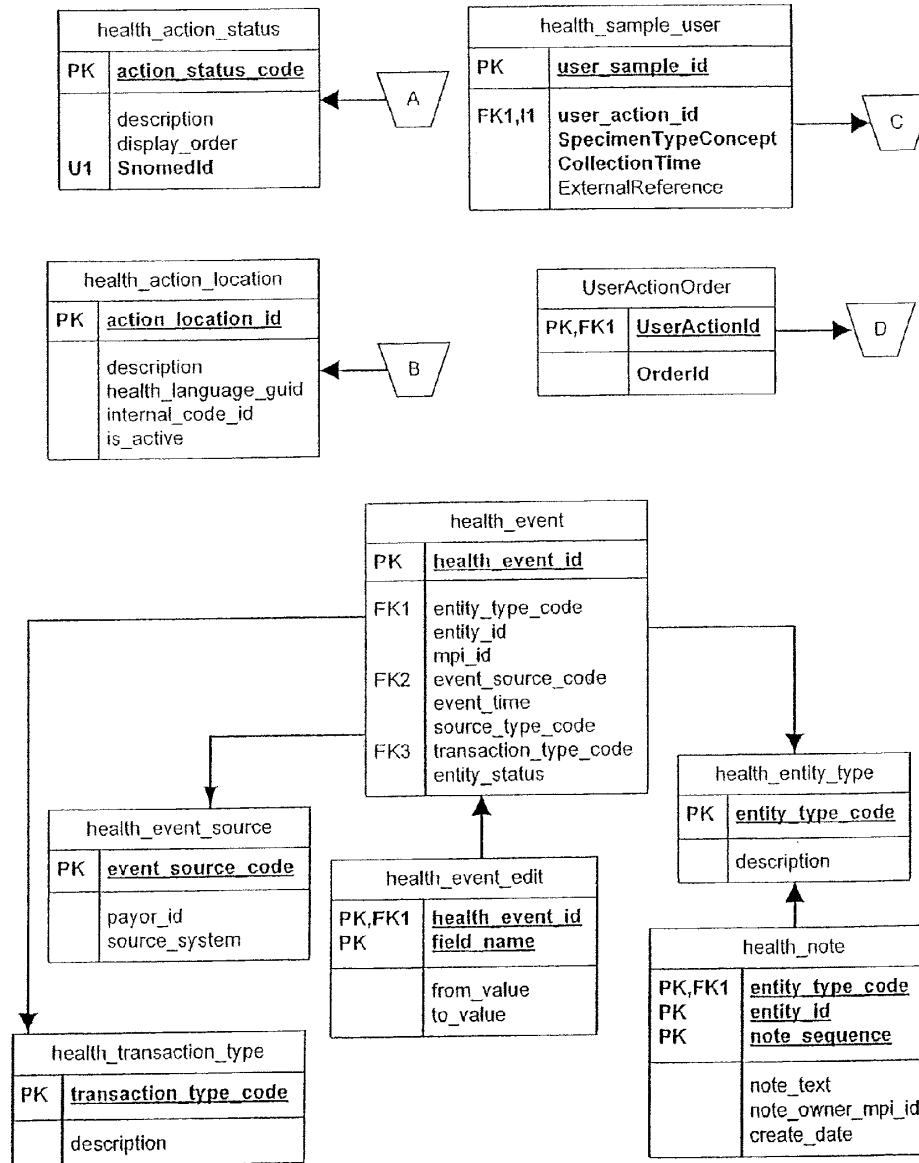 health_action_status
PK action_status_code
description
display_order
U1 SnomedId
A
health_sample_user
PK user_sample_id
FK1,I1 user_action_id
SpecimenTypeConcept
CollectionTime
ExternalReference
C
health_action_location
PK action_location_id
description
health_language_guid
internal_code_id
is_active
B
UserActionOrder
PK,FK1 UserActionId
OrderId
D
health_event
PK health_event_id
FK1 entity_type_code
entity_id
mpi_id
FK2 event_source_code
event_time
source_type_code
FK3 transaction_type_code
entity_status
health_event_source
PK event_source_code
payor_id
source_system
health_entity_type
PK entity_type_code
description
health_event_edit
PK,FK1 health_event_id
PK field_name
from_value
to_value
health_note
PK,FK1 entity_type_code
PK entity_id
PK note_sequence
note_text
note_owner_mpi_id
create_date
health_transaction_type
PK transaction_type_code
description